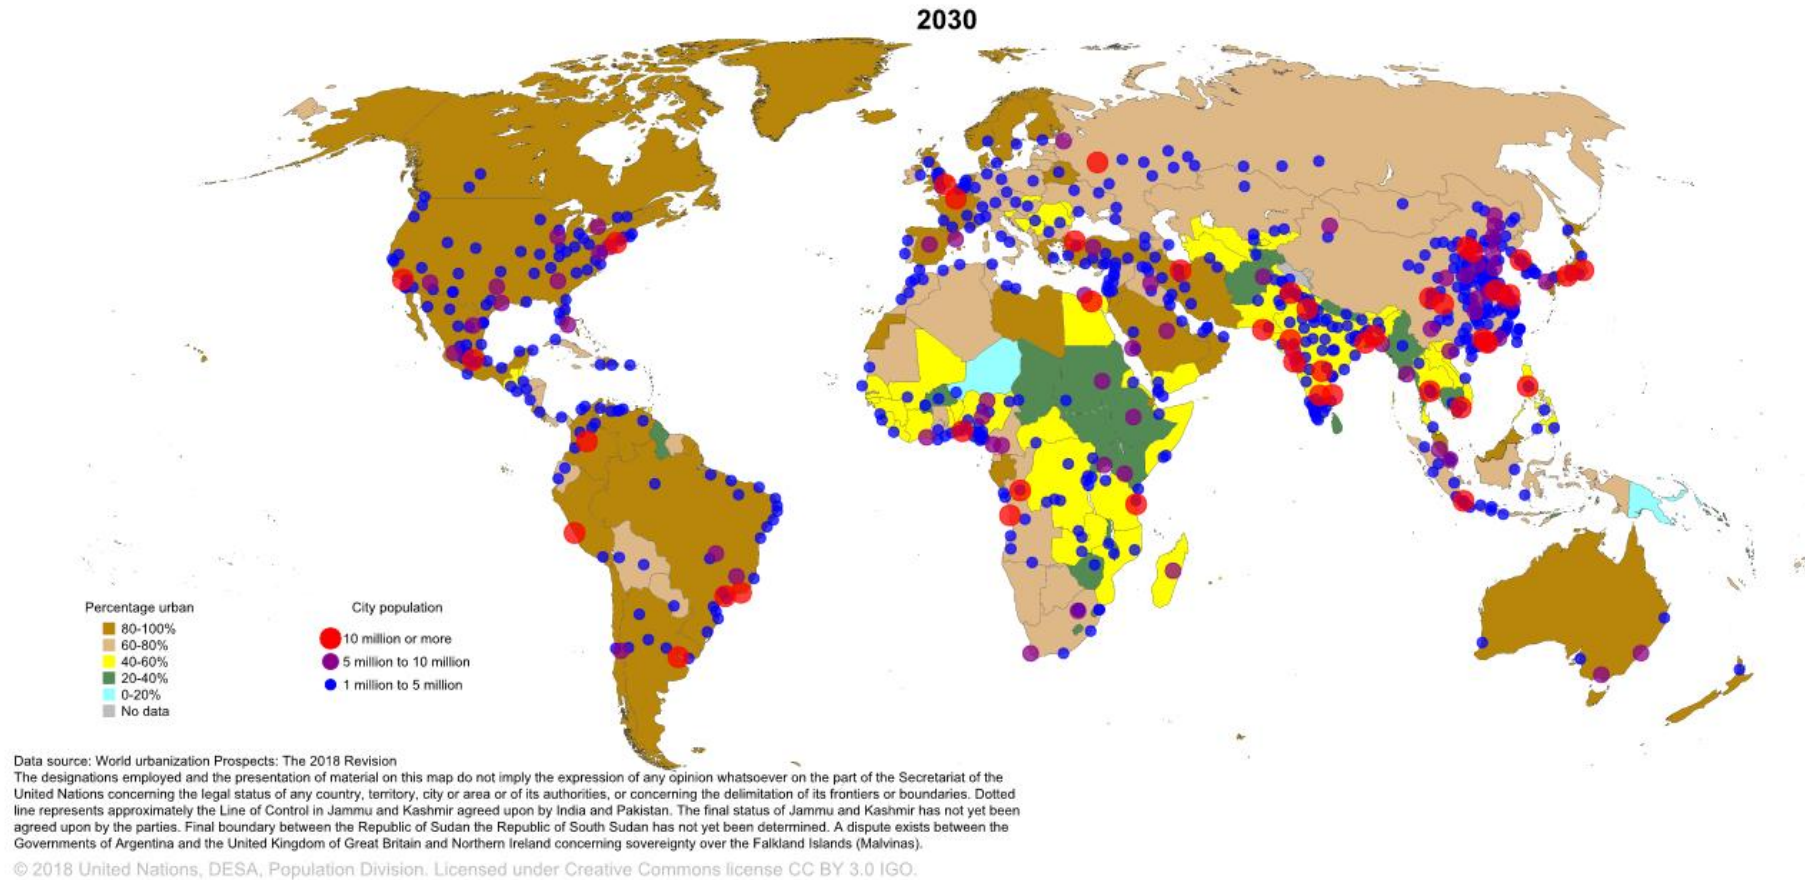 2030
Percentage urban
80-100%
60-80%
40-60%
20-40%
0-20%
No data
City population
10 million or more
5 million to 10 million
1 million to 5 million
Data source: World urbanization Prospects: The 2018 Revision
The designations employed and the presentation of material on this map do not imply the expression of any opinion whatsoever on the part of the Secretariat of the
United Nations concerning the legal status of any country, territory, city or area or of its authorities, or concerning the delimitation of its frontiers or boundaries. Dotted
line represents approximately the Line of Control in Jammu and Kashmir agreed upon by India and Pakistan. The final status of Jammu and Kashmir has not yet been
agreed upon by the parties. Final boundary between the Republic of Sudan the Republic of South Sudan has not yet been determined. A dispute exists between the
Governments of Argentina and the United Kingdom of Great Britain and Northern Ireland concerning sovereignty over the Falkland Islands (Malvinas).
© 2018 United Nations, DESA, Population Division. Licensed under Creative Commons license CC BY 3.0 IGO.